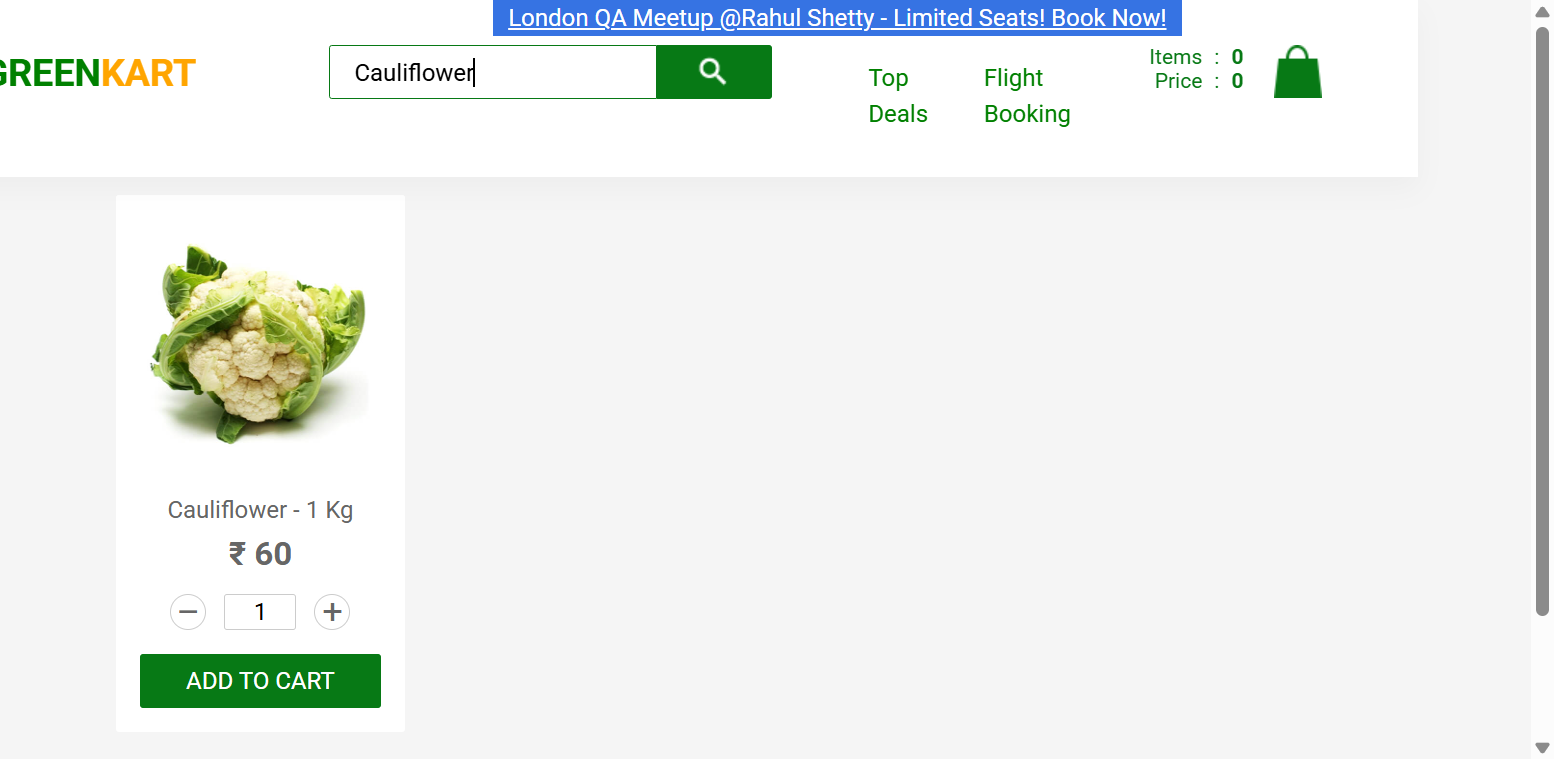 London QA Meetup @Rahul Shetty - Limited Seats! Book Now!
GREENKART
Cauliflower
Top
Deals
Flight
Booking
Items : 0
Price : 0
Cauliflower - 1 Kg
₹ 60
− 1 +
ADD TO CART